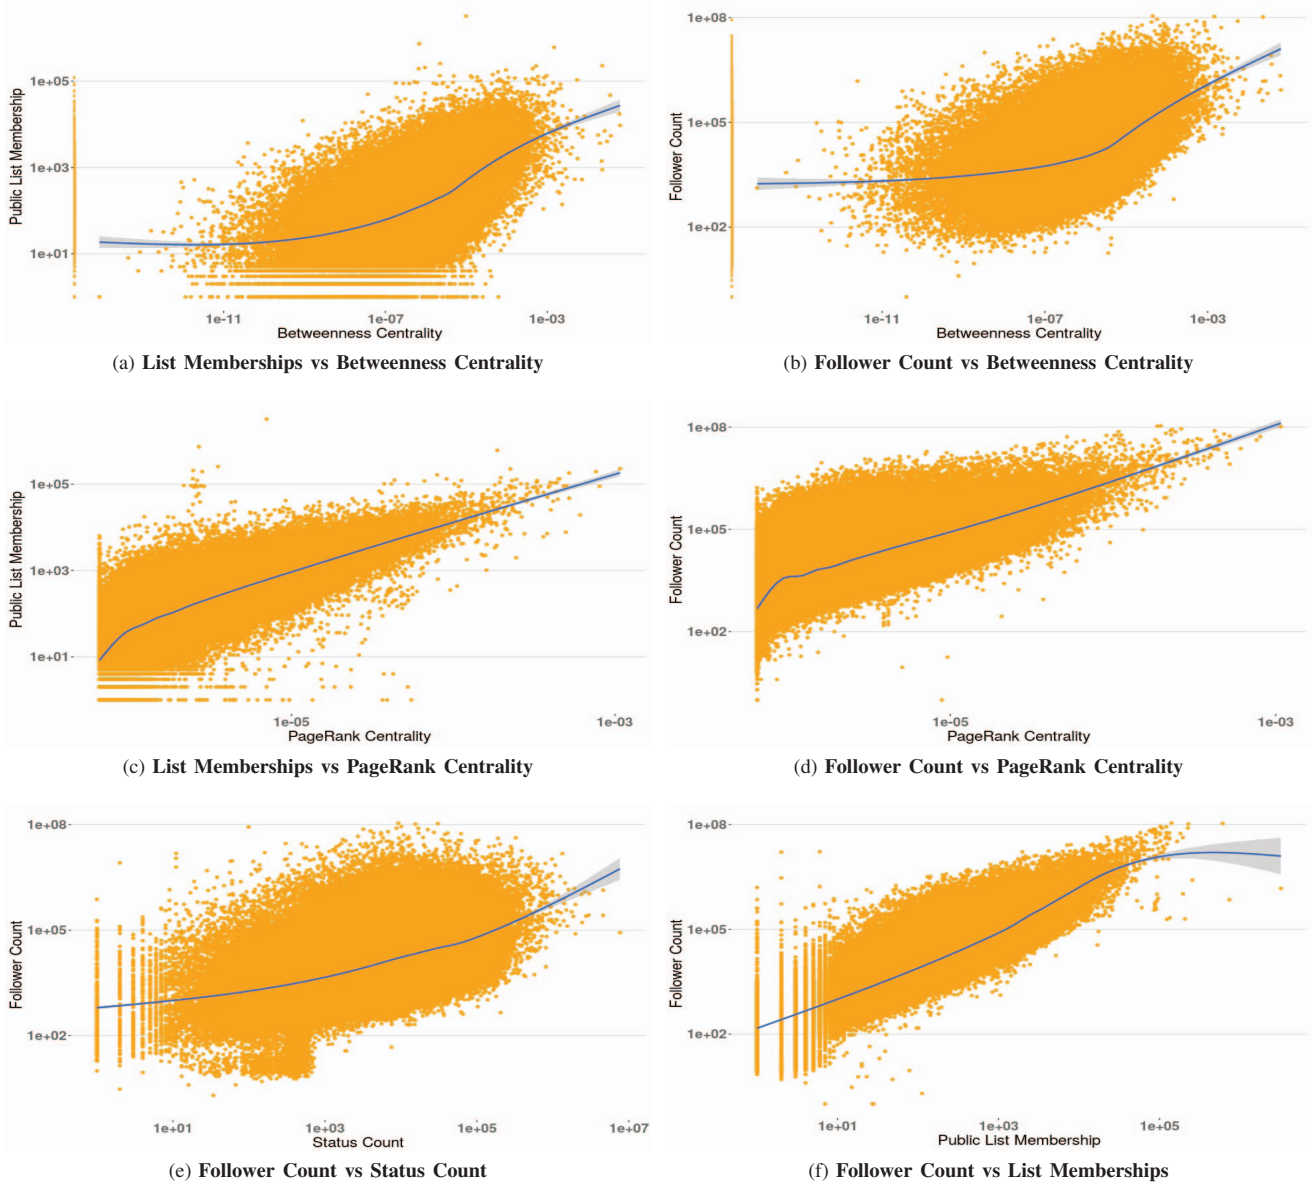 Public List Membership
1e+05
1e+03
1e+01
1e-11 1e-07 1e-03
Betweenness Centrality
(a) List Memberships vs Betweenness Centrality
Follower Count
1e+08
1e+05
1e+02
1e-11 1e-07 1e-03
Betweenness Centrality
(b) Follower Count vs Betweenness Centrality
Public List Membership
1e+05
1e+03
1e+01
1e-05 1e-03
PageRank Centrality
(c) List Memberships vs PageRank Centrality
Follower Count
1e+08
1e+05
1e+02
1e-05 1e-03
PageRank Centrality
(d) Follower Count vs PageRank Centrality
Follower Count
1e+08
1e+05
1e+02
1e+01 1e+03 1e+05 1e+07
Status Count
(e) Follower Count vs Status Count
Follower Count
1e+08
1e+05
1e+02
1e+01 1e+03 1e+05
Public List Membership
(f) Follower Count vs List Memberships